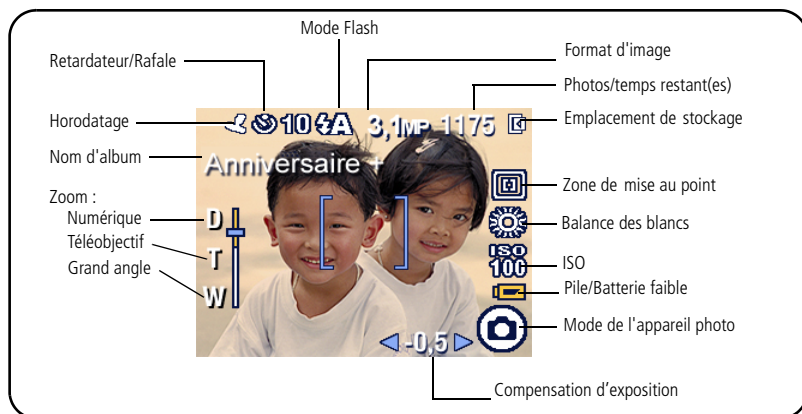 Mode Flash
Retardateur/Rafale
Format d'image
Photos/temps restant(es)
Horodatage
Emplacement de stockage
10 A 3,1MP 1175
Nom d'album
Anniversaire +
Zone de mise au point
Zoom :
Numérique
D
Balance des blancs
Téléobjectif
T
ISO
100
ISO
Grand angle
W
Pile/Batterie faible
Mode de l'appareil photo
-0,5
Compensation d'exposition